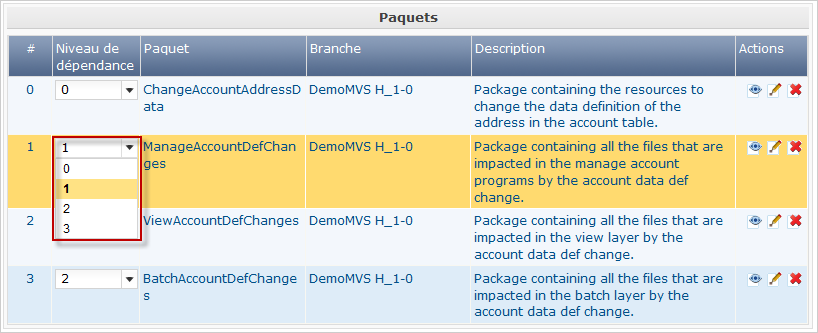 Paquets
# Niveau de dépendance Paquet Branche Description Actions
0 0 ChangeAccountAddressD DemoMVS H_1-0 Package containing the resources to
ata change the data definition of the
address in the account table.
1 1 ManageAccountDefChan DemoMVS H_1-0 Package containing all the files that are
0 ges impacted in the manage account
1 programs by the account data def
2 change.
3 2 ViewAccountDefChanges DemoMVS H_1-0 Package containing all the files that are
impacted in the view layer by the
account data def change.
3 2 BatchAccountDefChange DemoMVS H_1-0 Package containing all the files that are
s impacted in the batch layer by the
account data def change.